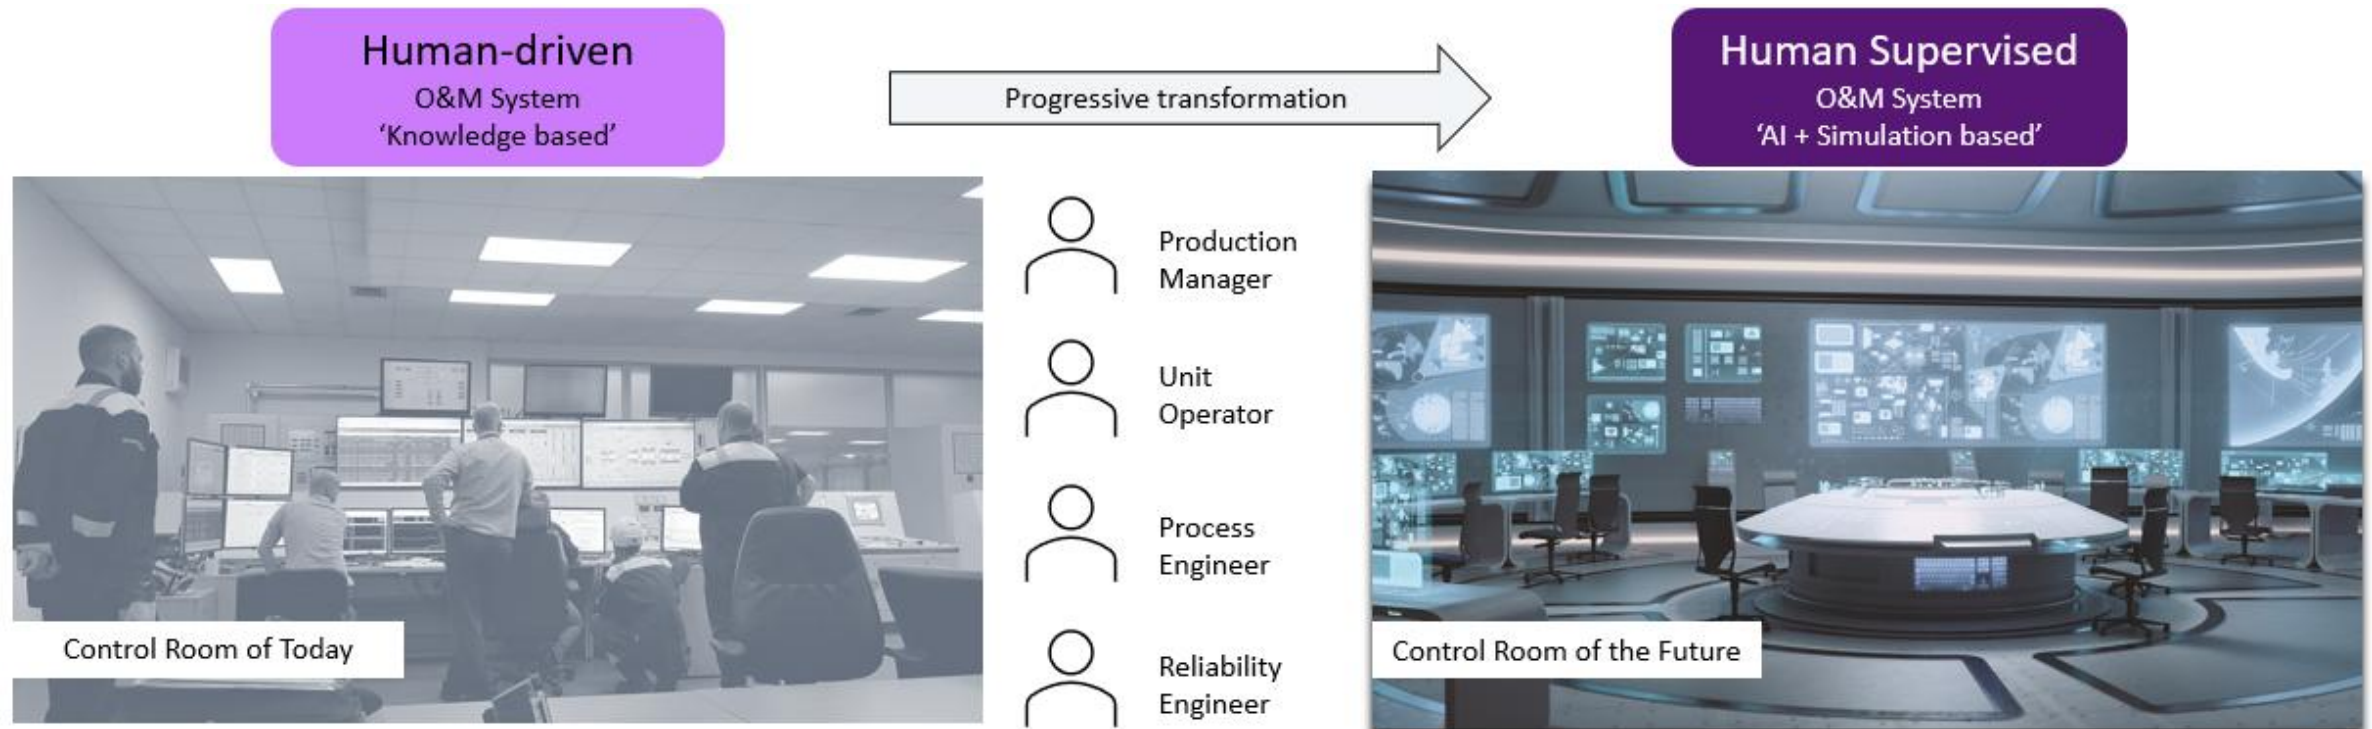 Human-driven
O&M System
‘Knowledge based’
Progressive transformation
Human Supervised
O&M System
‘AI + Simulation based’
Production
Manager
Unit
Operator
Process
Engineer
Reliability
Engineer
Control Room of Today
Control Room of the Future